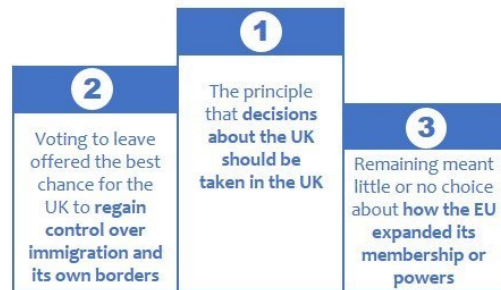 1
The principle
that decisions
about the UK
should be
taken in the UK
2
Voting to leave
offered the best
chance for the
UK to regain
control over
immigration and
its own borders
3
Remaining meant
little or no choice
about how the EU
expanded its
membership or
powers